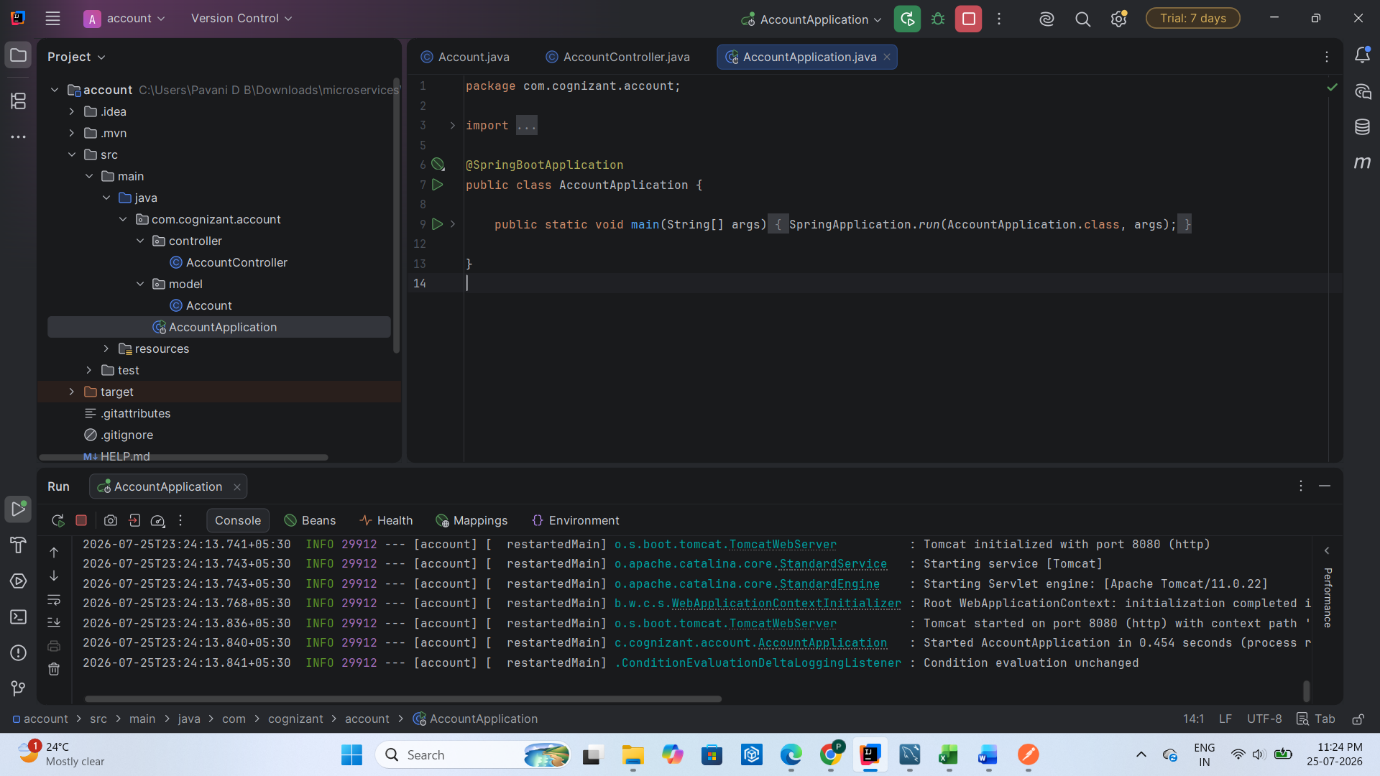 A account Version Control AccountApplication Trial: 7 days
Project
account C:\Users\Pavani D B\Downloads\microservices\
.idea
.mvn
src
main
java
com.cognizant.account
controller
AccountController
model
Account
AccountApplication
resources
test
target
.gitattributes
.gitignore
M↓ HELP.md
Account.java AccountController.java AccountApplication.java
1 package com.cognizant.account;
2
3 import ...
5
6 @SpringBootApplication
7 public class AccountApplication {
8
9 public static void main(String[] args) { SpringApplication.run(AccountApplication.class, args); }
12
13 }
14
m
Run AccountApplication
Console Beans Health Mappings Environment
2026-07-25T23:24:13.741+05:30 INFO 29912 --- [account] [ restartedMain] o.s.boot.tomcat.TomcatWebServer : Tomcat initialized with port 8080 (http)
2026-07-25T23:24:13.743+05:30 INFO 29912 --- [account] [ restartedMain] o.apache.catalina.core.StandardService : Starting service [Tomcat]
2026-07-25T23:24:13.743+05:30 INFO 29912 --- [account] [ restartedMain] o.apache.catalina.core.StandardEngine : Starting Servlet engine: [Apache Tomcat/11.0.22]
2026-07-25T23:24:13.768+05:30 INFO 29912 --- [account] [ restartedMain] b.w.c.s.WebApplicationContextInitializer : Root WebApplicationContext: initialization completed i
2026-07-25T23:24:13.836+05:30 INFO 29912 --- [account] [ restartedMain] o.s.boot.tomcat.TomcatWebServer : Tomcat started on port 8080 (http) with context path '
2026-07-25T23:24:13.840+05:30 INFO 29912 --- [account] [ restartedMain] c.cognizant.account.AccountApplication : Started AccountApplication in 0.454 seconds (process r
2026-07-25T23:24:13.841+05:30 INFO 29912 --- [account] [ restartedMain] .ConditionEvaluationDeltaLoggingListener : Condition evaluation unchanged
Performance
account > src > main > java > com > cognizant > account > AccountApplication 14:1 LF UTF-8 Tab
1 24°C
Mostly clear
Search
P
ENG
IN
11:24 PM
25-07-2026